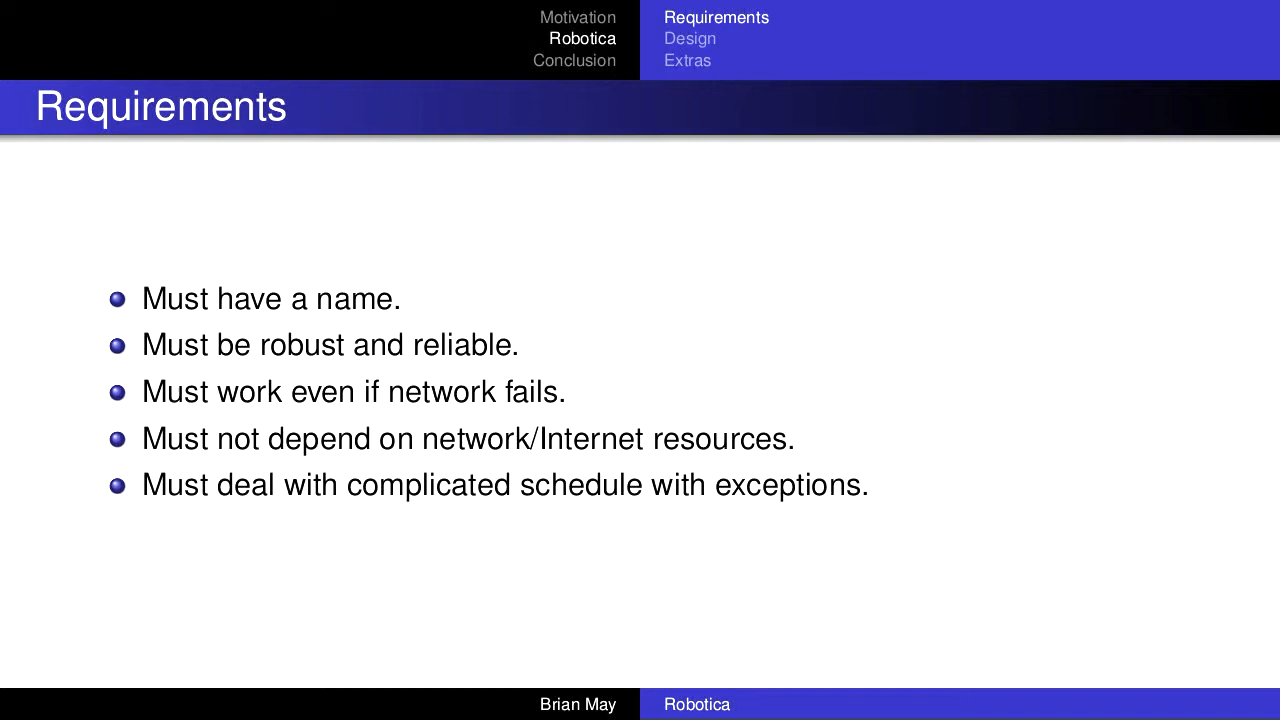 Motivation
Robotica
Conclusion
Requirements
Design
Extras
Requirements
Must have a name.
Must be robust and reliable.
Must work even if network fails.
Must not depend on network/Internet resources.
Must deal with complicated schedule with exceptions.
Brian May
Robotica